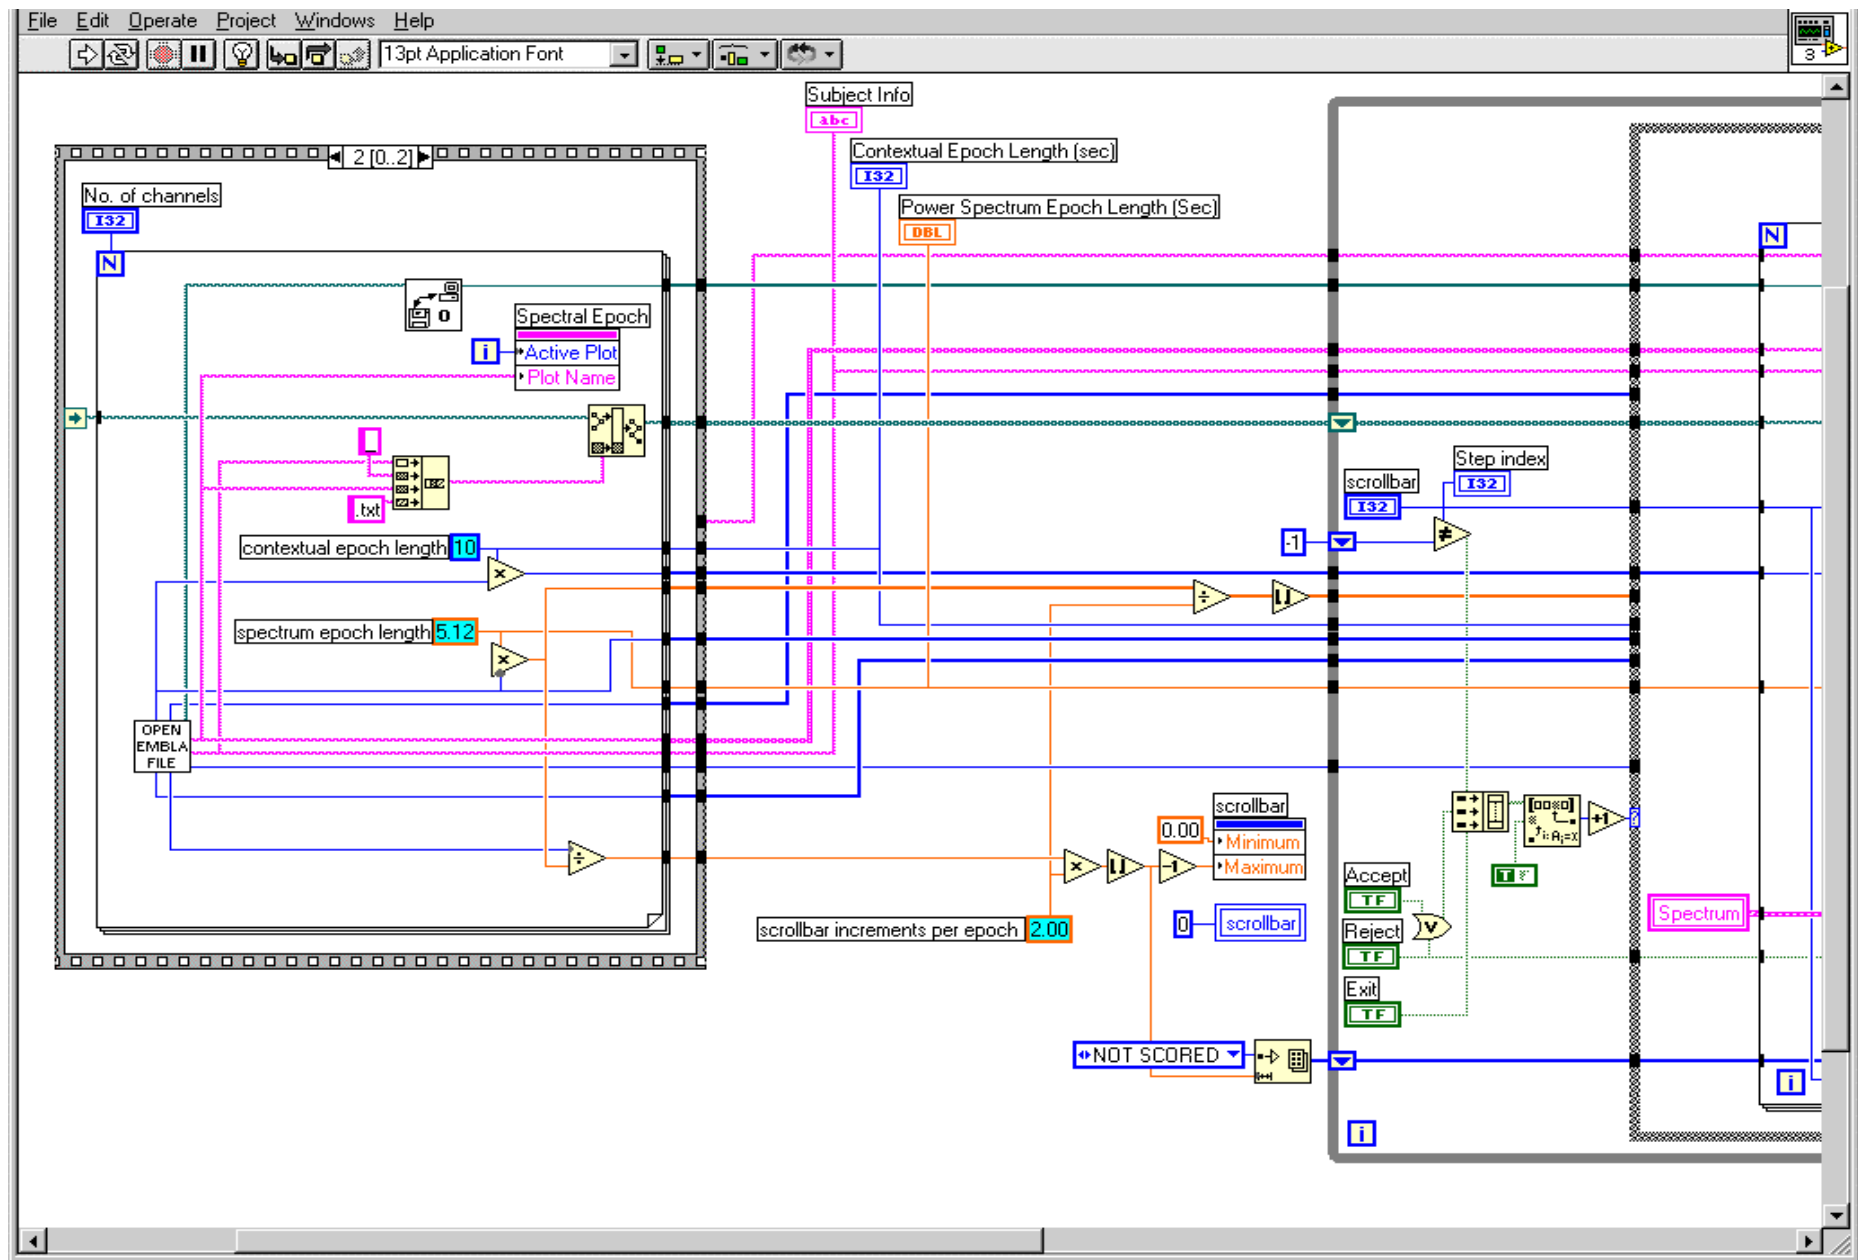 File Edit Operate Project Windows Help
13pt Application Font
3
Subject Info
abc
2 [0..2]
Contextual Epoch Length (sec)
I32
No. of channels
I32
Power Spectrum Epoch Length (Sec)
DBL
N
N
0
Spectral Epoch
i
Active Plot
Plot Name
_
.txt
Step index
I32
scrollbar
I32
contextual epoch length 10
-1
spectrum epoch length 5.12
OPEN
EMBLA
FILE
scrollbar
0.00
Minimum
Maximum
+1
-1
?
Accept
TF
T
Spectrum
scrollbar increments per epoch 2.00
0
scrollbar
Reject
TF
V
Exit
TF
NOT SCORED
i
i